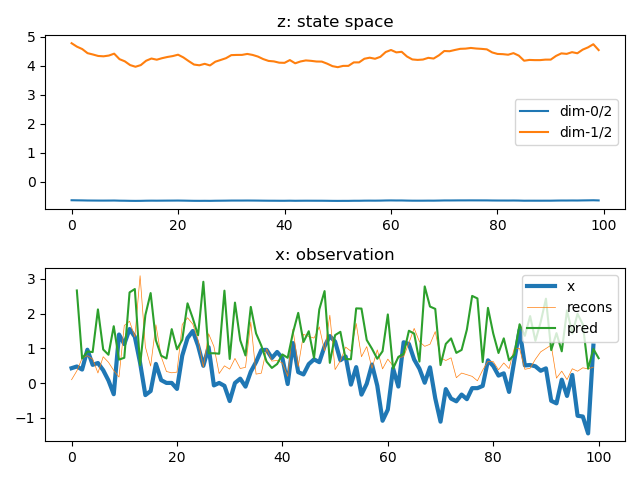 z: state space
5
4
3
2
1
0
dim-0/2
dim-1/2
0 20 40 60 80 100
x: observation
3
2
1
0
−1
x
recons
pred
0 20 40 60 80 100